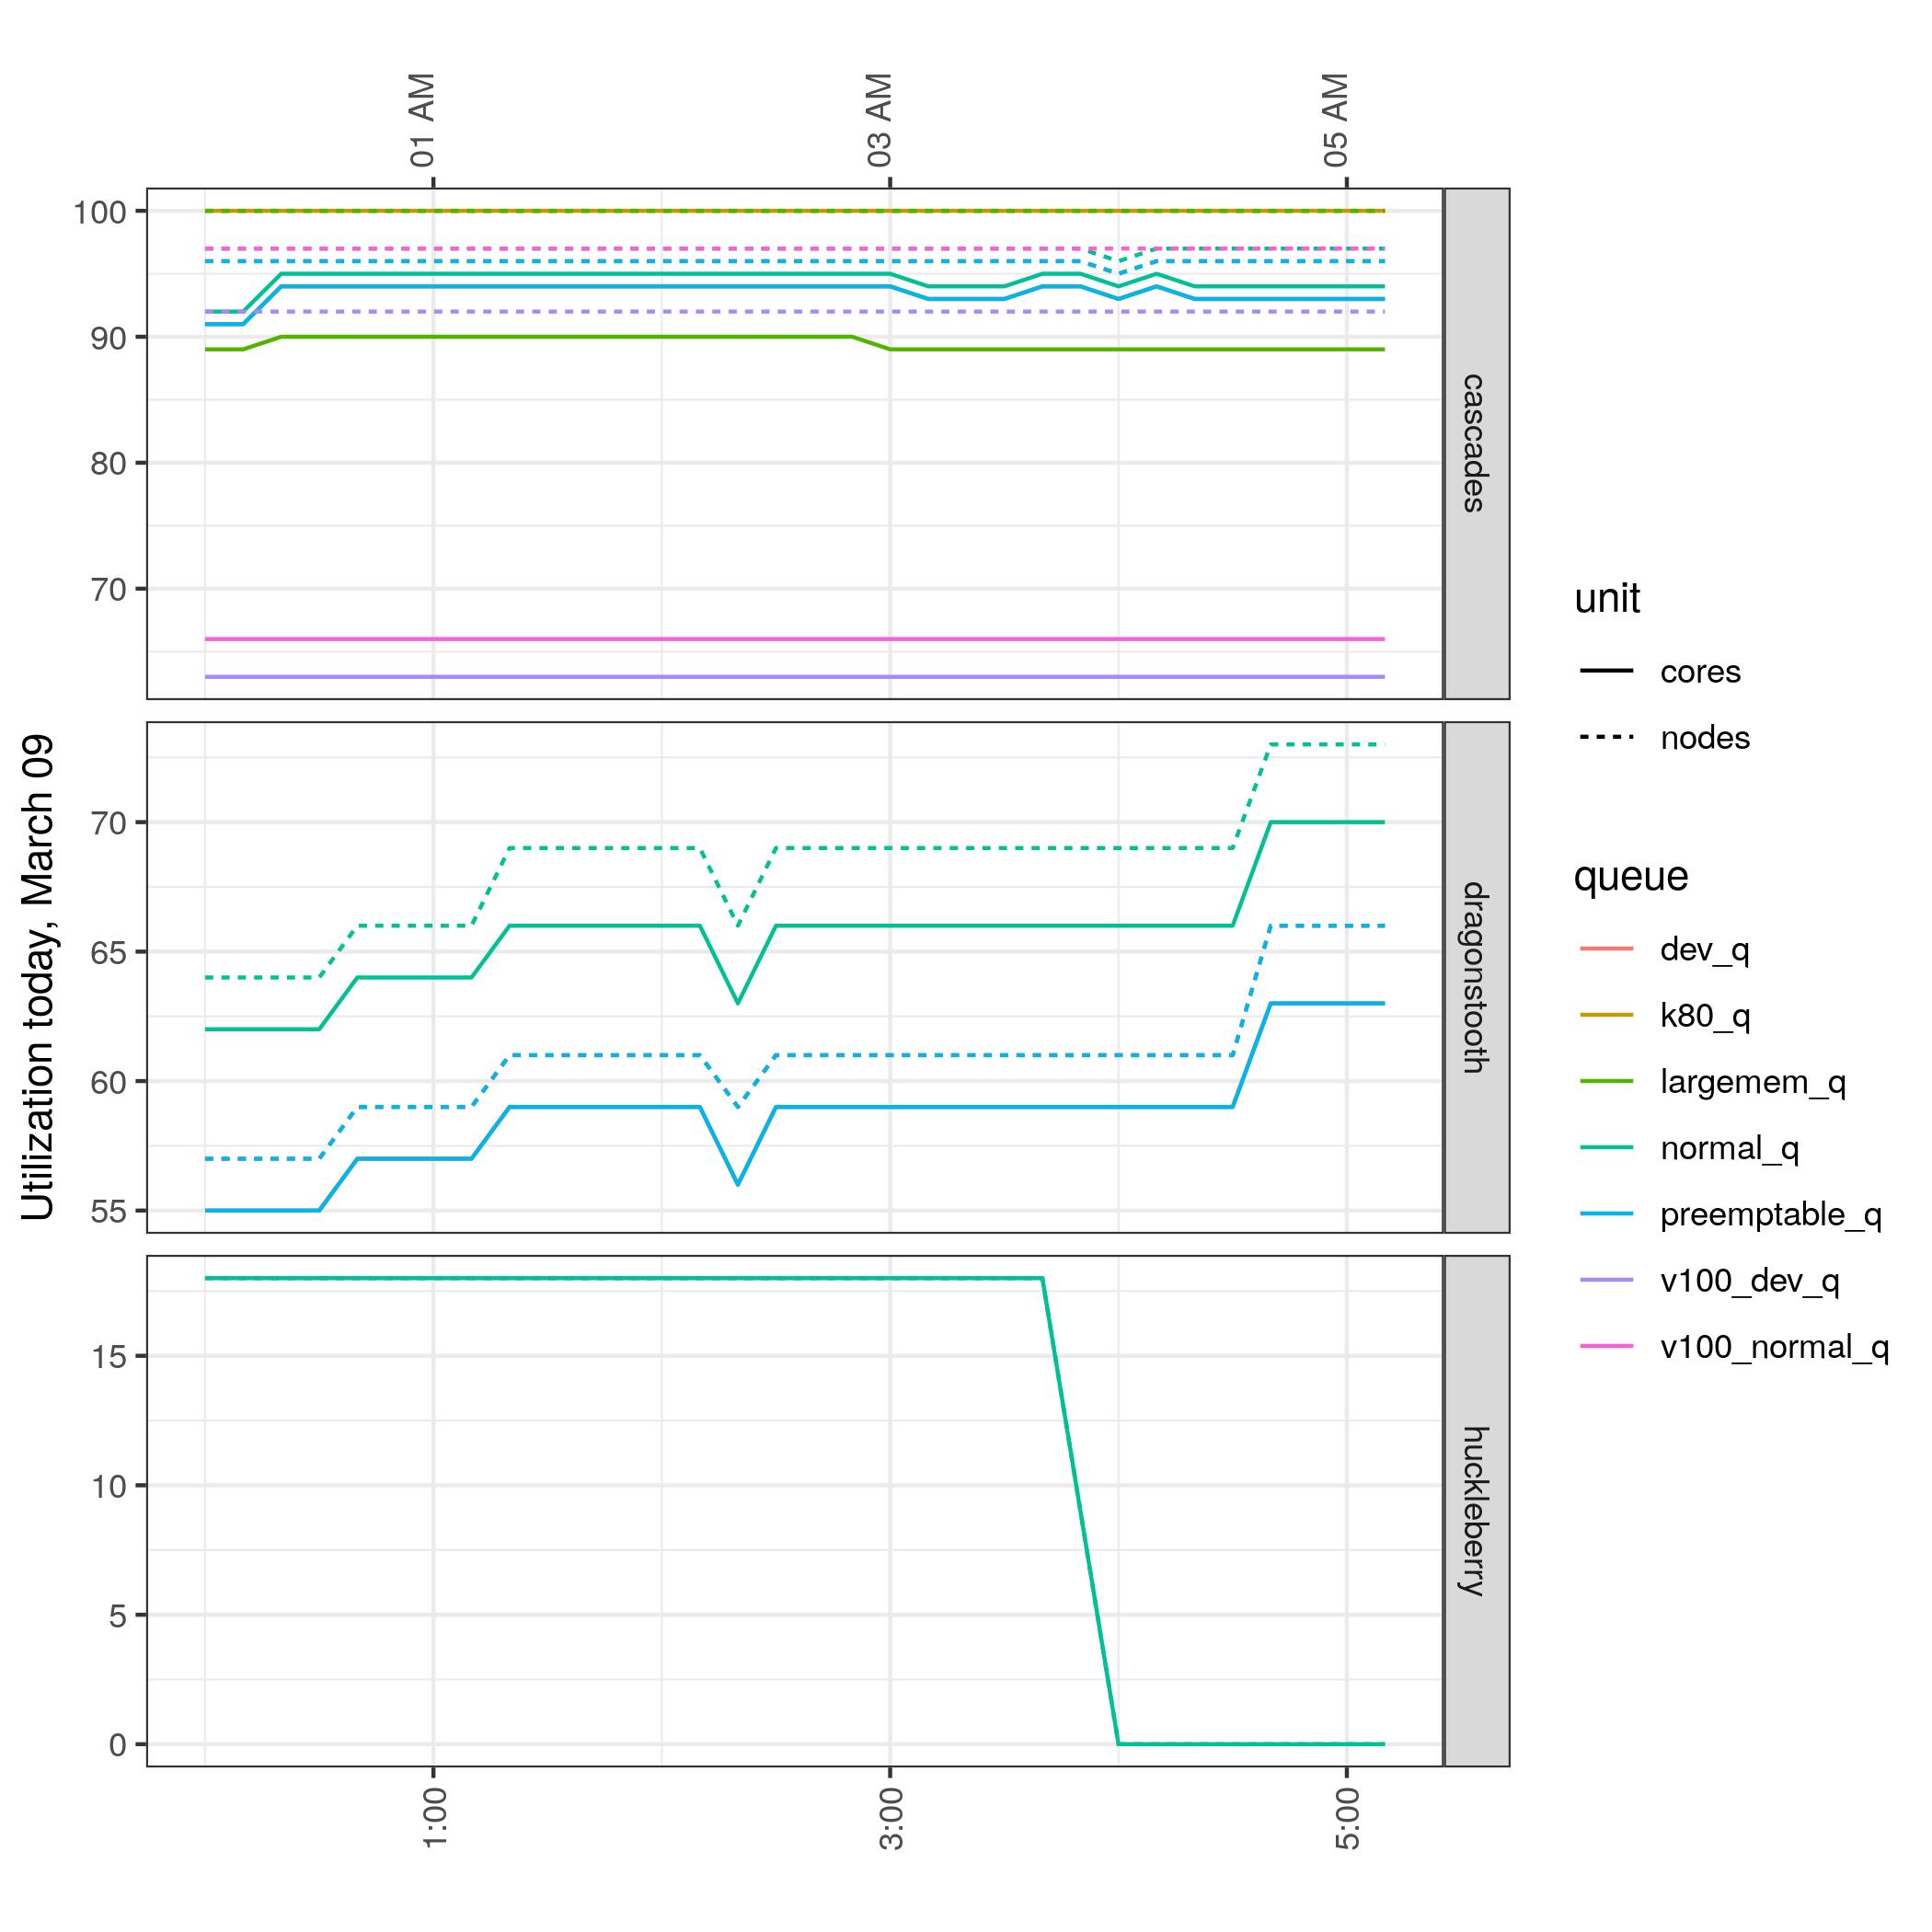 01 AM
03 AM
05 AM
Utilization today, March 09
100
90
80
70
cascades
70
65
60
55
dragonstooth
15
10
5
0
huckleberry
1:00
3:00
5:00
unit
cores
nodes
queue
dev_q
k80_q
largemem_q
normal_q
preemptable_q
v100_dev_q
v100_normal_q